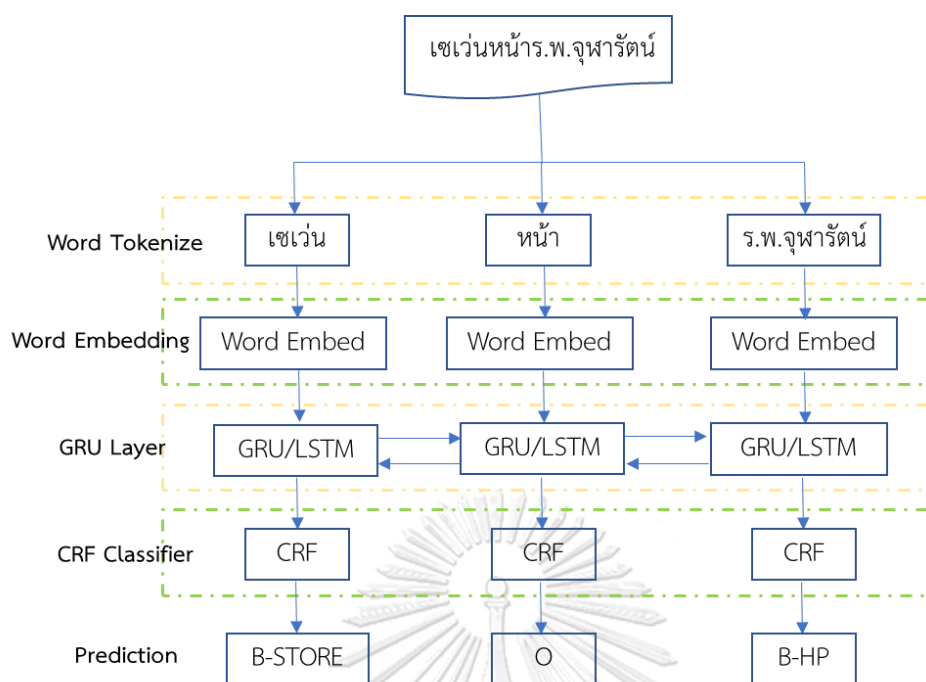 เซเว่นหน้าร.พ.จุฬารัตน์
Word Tokenize เซเว่น หน้า ร.พ.จุฬารัตน์
Word Embedding Word Embed Word Embed Word Embed
GRU Layer GRU/LSTM GRU/LSTM GRU/LSTM
CRF Classifier CRF CRF CRF
Prediction B-STORE O B-HP